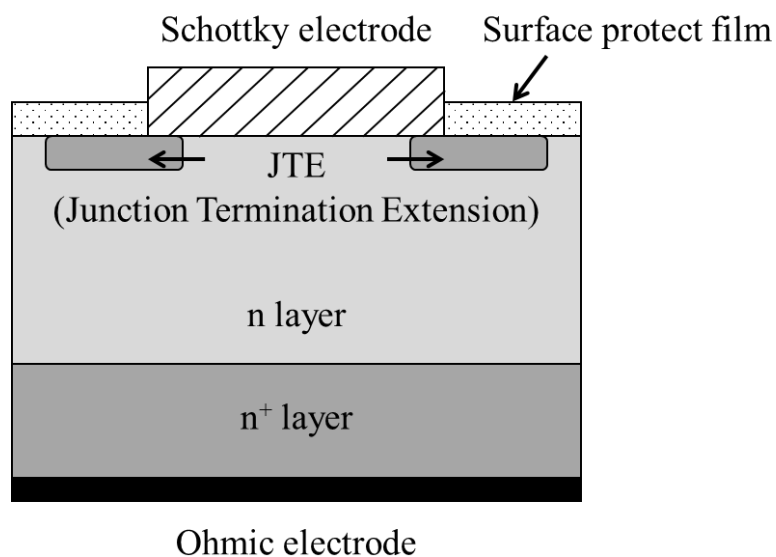 Schottky electrode
Surface protect film
JTE
(Junction Termination Extension)
n layer
n⁺ layer
Ohmic electrode